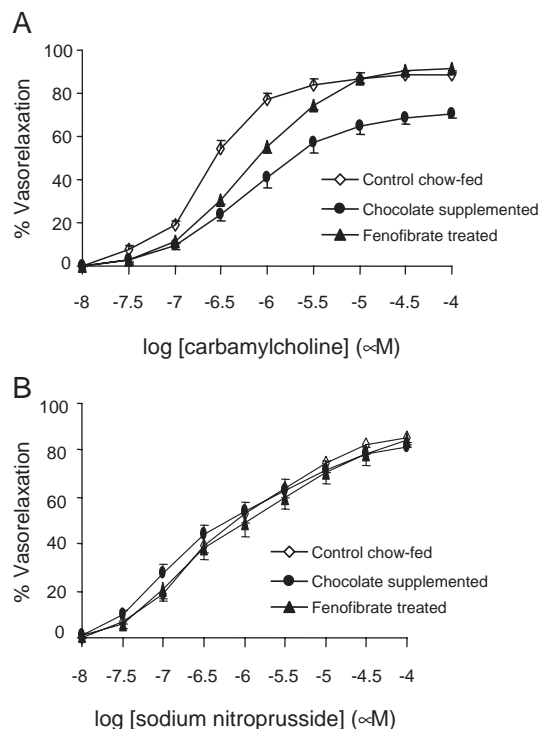 A
100
80
60
40
20
0
% Vasorelaxation
Control chow-fed
Chocolate supplemented
Fenofibrate treated
-8 -7.5 -7 -6.5 -6 -5.5 -5 -4.5 -4
log [carbamylcholine] (∝M)
B
100
80
60
40
20
0
% Vasorelaxation
Control chow-fed
Chocolate supplemented
Fenofibrate treated
-8 -7.5 -7 -6.5 -6 -5.5 -5 -4.5 -4
log [sodium nitroprusside] (∝M)